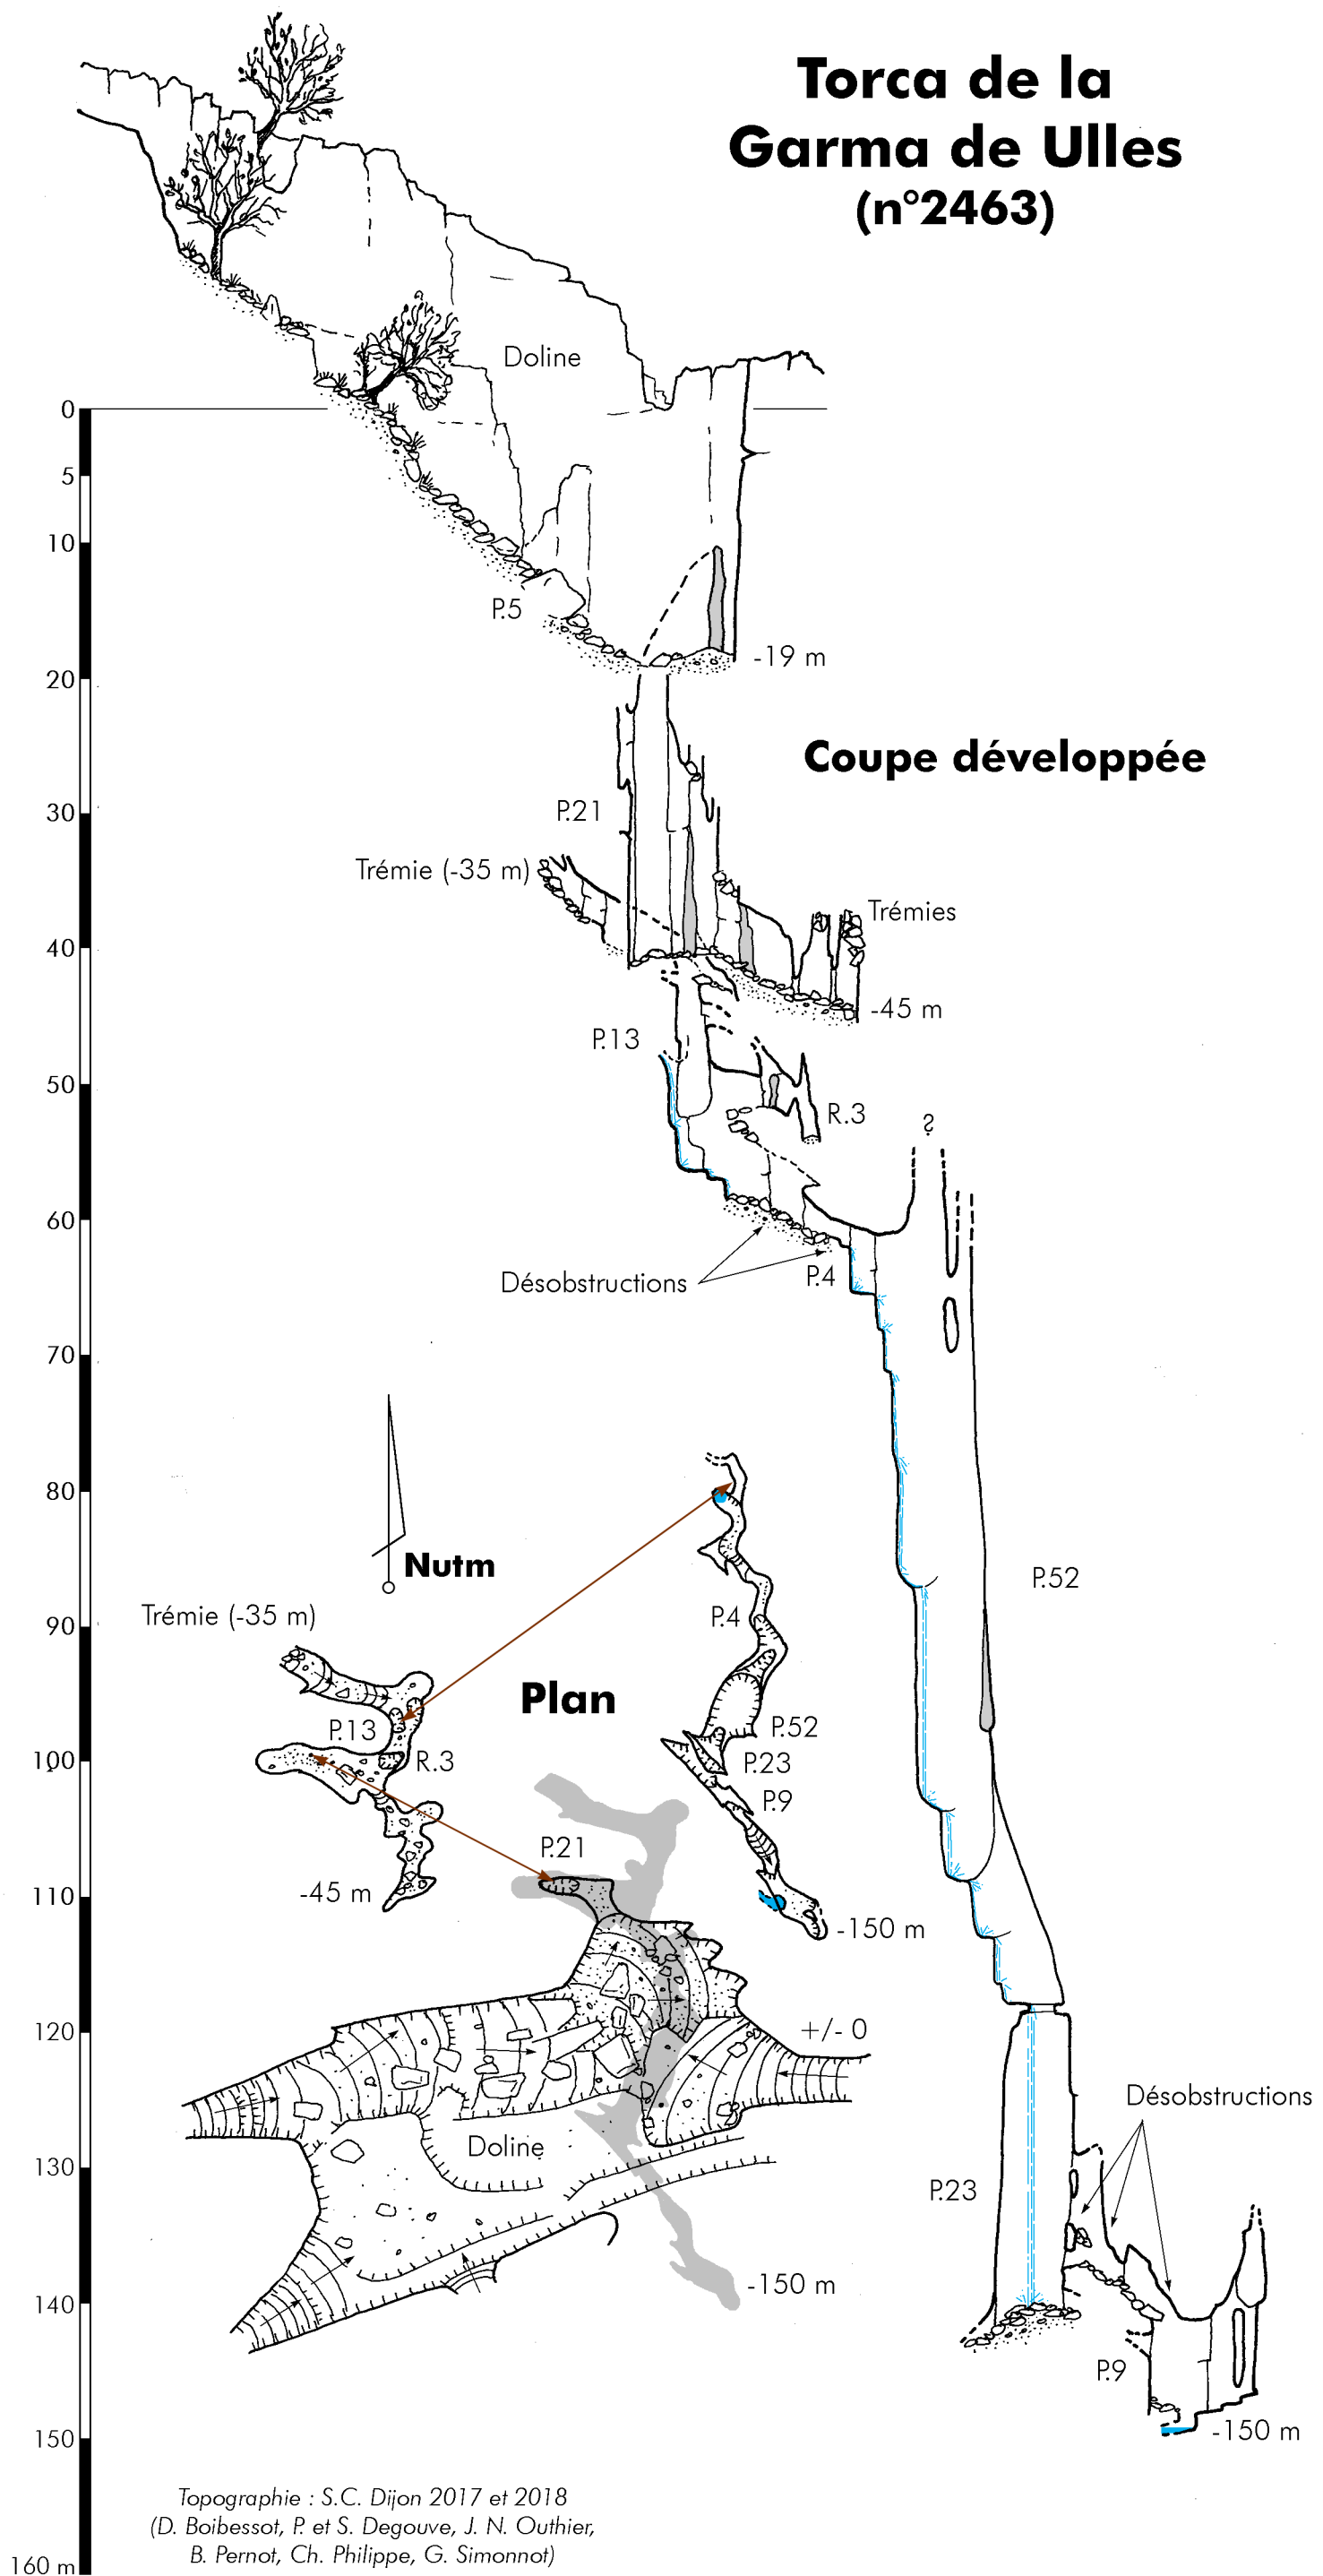 Torca de la
Garma de Ulles
(n°2463)
Doline
0
5
10
P.5
-19 m
20
Coupe développée
30
P.21
Trémie (-35 m)
Trémies
40
-45 m
P.13
50
R.3
?
60
Désobstructions
P.4
70
80
Nutm
P.52
90
Trémie (-35 m)
P.4
Plan
P.13
P.52
100
R.3
P.23
P.9
P.21
110
-45 m
-150 m
120
+/- 0
Désobstructions
Doline
130
P.23
-150 m
140
P.9
150
-150 m
Topographie : S.C. Dijon 2017 et 2018
(D. Boibessot, P. et S. Degouve, J. N. Outhier,
B. Pernot, Ch. Philippe, G. Simonnot)
160 m